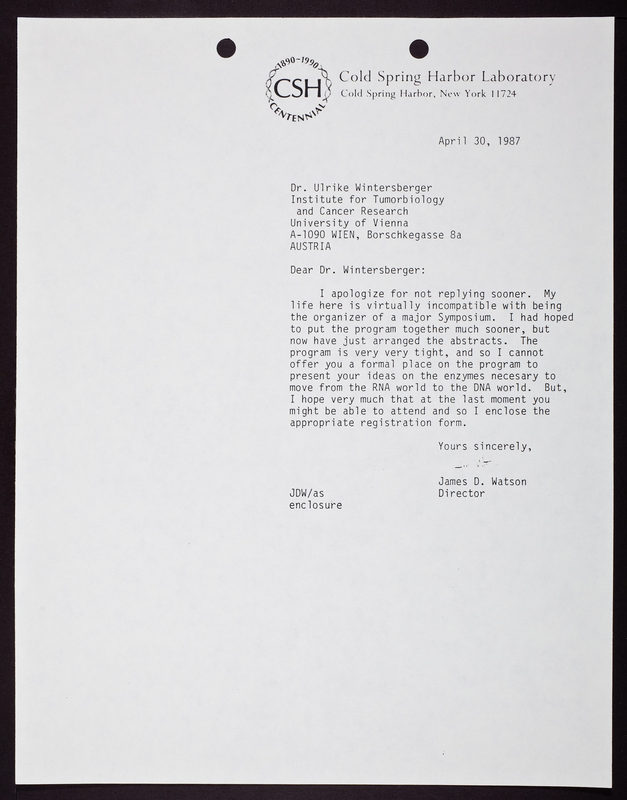 1890-1990
CSH
CENTENNIAL
Cold Spring Harbor Laboratory
Cold Spring Harbor, New York 11724
April 30, 1987
Dr. Ulrike Wintersberger
Institute for Tumorbiology
and Cancer Research
University of Vienna
A-1090 WIEN, Borschkegasse 8a
AUSTRIA
Dear Dr. Wintersberger:
I apologize for not replying sooner. My
life here is virtually incompatible with being
the organizer of a major Symposium. I had hoped
to put the program together much sooner, but
now have just arranged the abstracts. The
program is very very tight, and so I cannot
offer you a formal place on the program to
present your ideas on the enzymes necesary to
move from the RNA world to the DNA world. But,
I hope very much that at the last moment you
might be able to attend and so I enclose the
appropriate registration form.
Yours sincerely,
James D. Watson
Director
JDW/as
enclosure